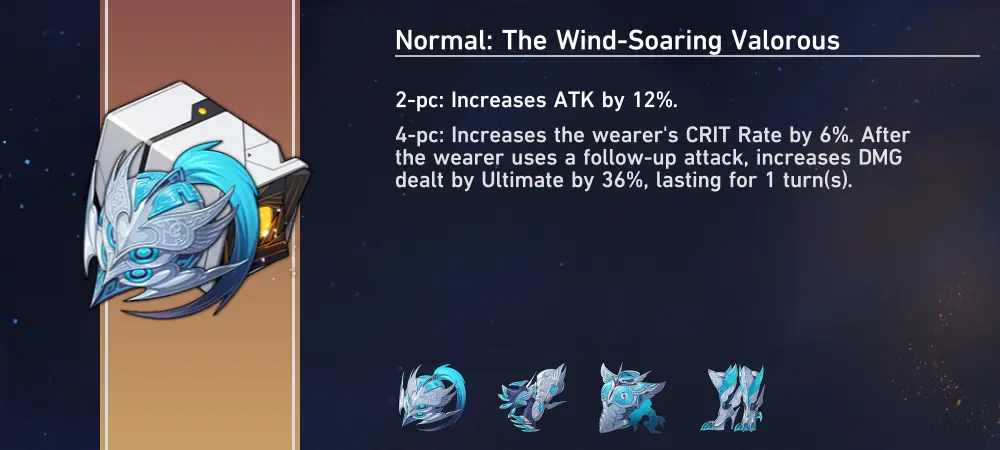 Normal: The Wind-Soaring Valorous
2-pc: Increases ATK by 12%.
4-pc: Increases the wearer's CRIT Rate by 6%. After
the wearer uses a follow-up attack, increases DMG
dealt by Ultimate by 36%, lasting for 1 turn(s).